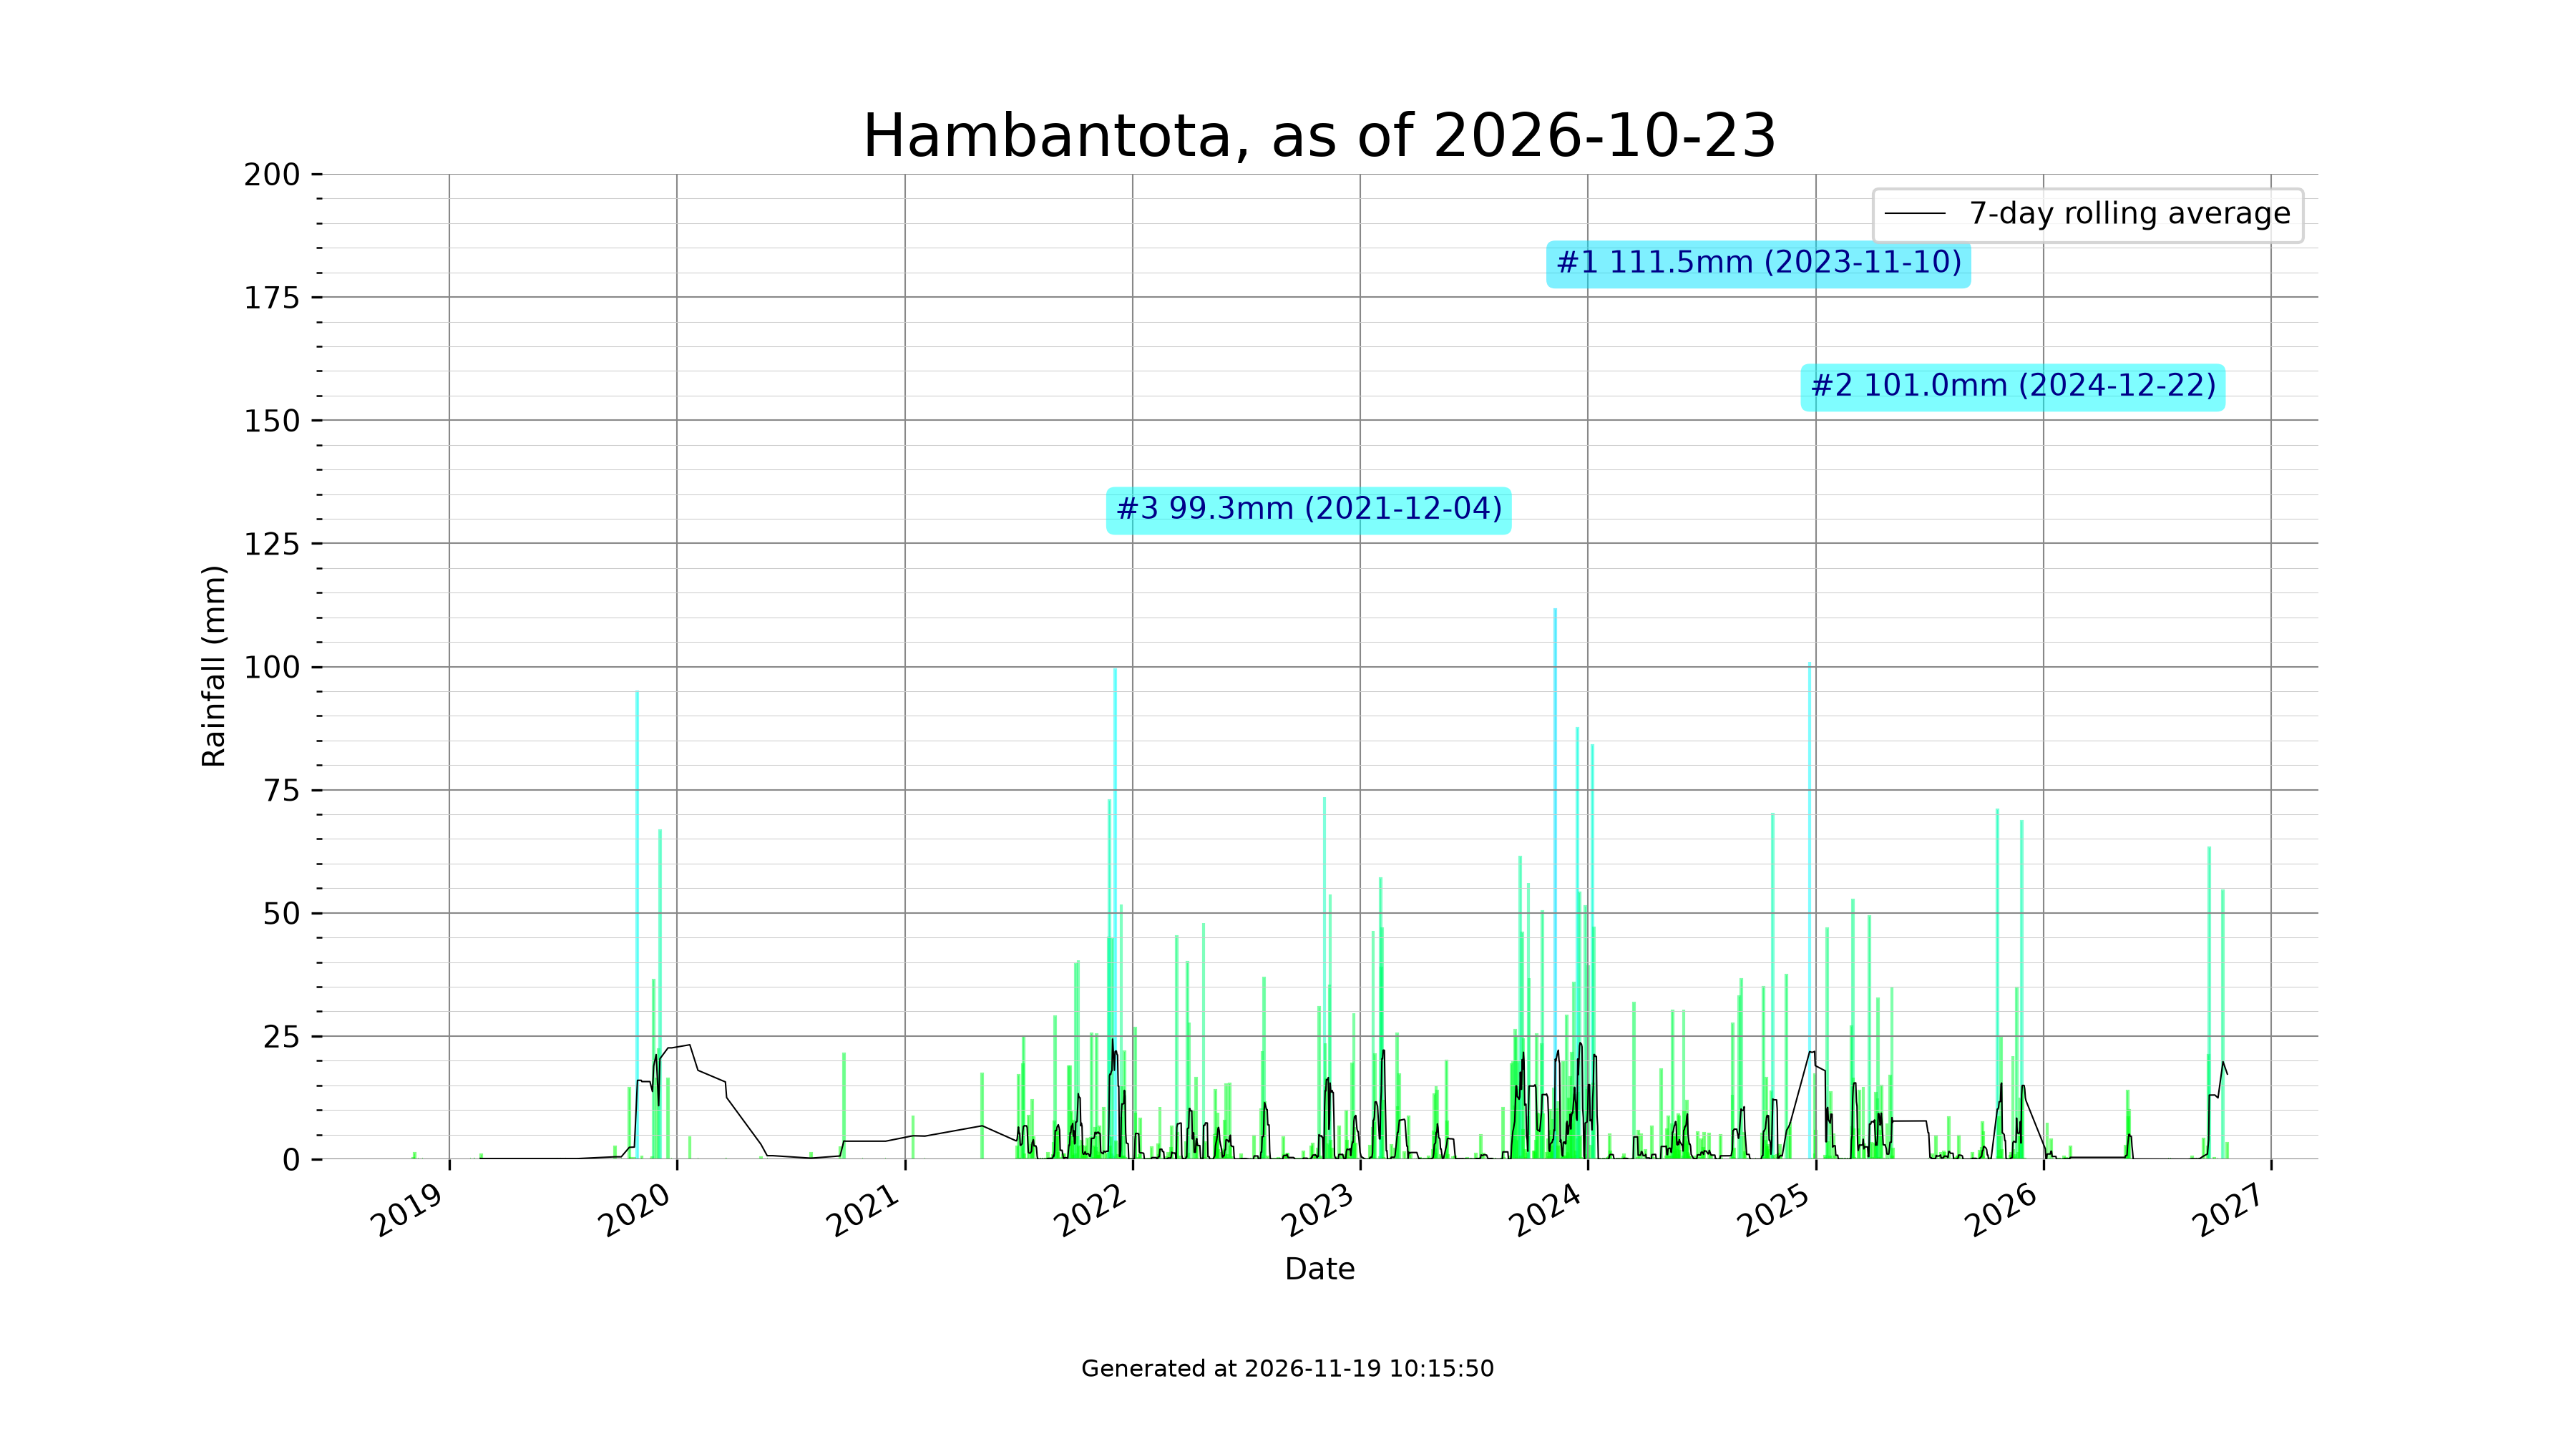 Hambantota, as of 2026-10-23
200
175
150
125
100
75
50
25
0
Rainfall (mm)
7-day rolling average
#1 111.5mm (2023-11-10)
#2 101.0mm (2024-12-22)
#3 99.3mm (2021-12-04)
2019
2020
2021
2022
2023
2024
2025
2026
2027
Date
Generated at 2026-11-19 10:15:50